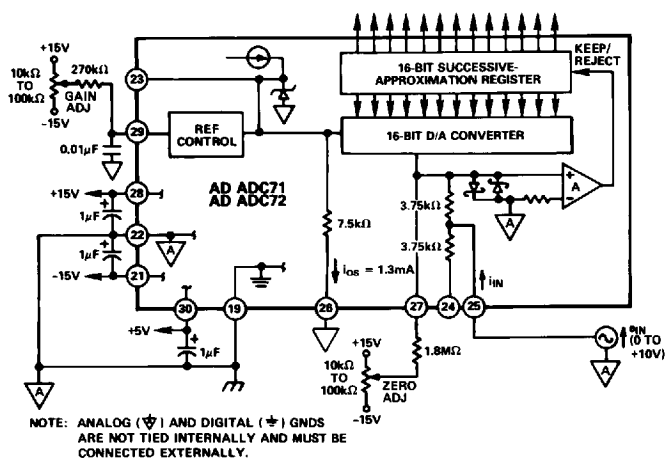 +15V
10kΩ
TO
100kΩ
270kΩ
GAIN
ADJ
–15V
0.01µF
23
29
REF
CONTROL
16-BIT SUCCESSIVE-
APPROXIMATION REGISTER
KEEP/
REJECT
16-BIT D/A CONVERTER
AD ADC71
AD ADC72
A
+
–
A
3.75kΩ
3.75kΩ
7.5kΩ
iOS = 1.3mA
iIN
+15V
28
+
1µF
22
A
+
1µF
–15V
21
30
19
26
27
24
25
+5V
+
1µF
A
1.8MΩ
+15V
10kΩ
TO
100kΩ
ZERO
ADJ
–15V
eIN
(0 TO
+10V)
A
NOTE: ANALOG (A) AND DIGITAL (⏚) GNDS
ARE NOT TIED INTERNALLY AND MUST BE
CONNECTED EXTERNALLY.